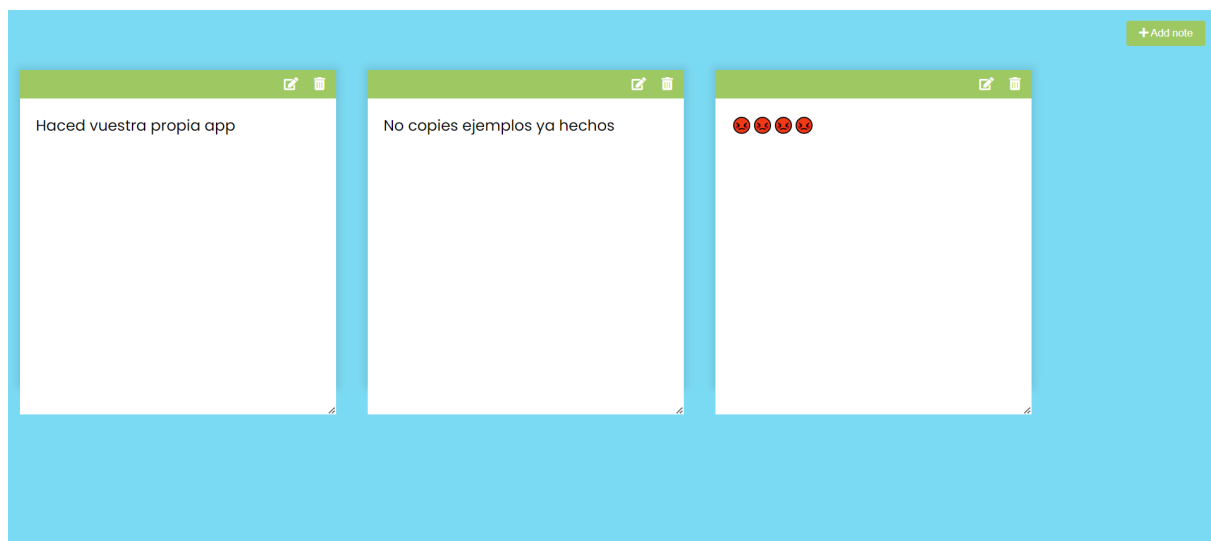 Add note
Haced vuestra propia app
No copies ejemplos ya hechos
😡😡😡😡